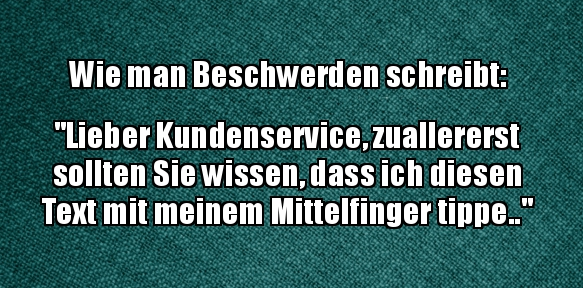 Wie man Beschwerden schreibt:
"Lieber Kundenservice, zuallererst
sollten Sie wissen, dass ich diesen
Text mit meinem Mittelfinger tippe.."